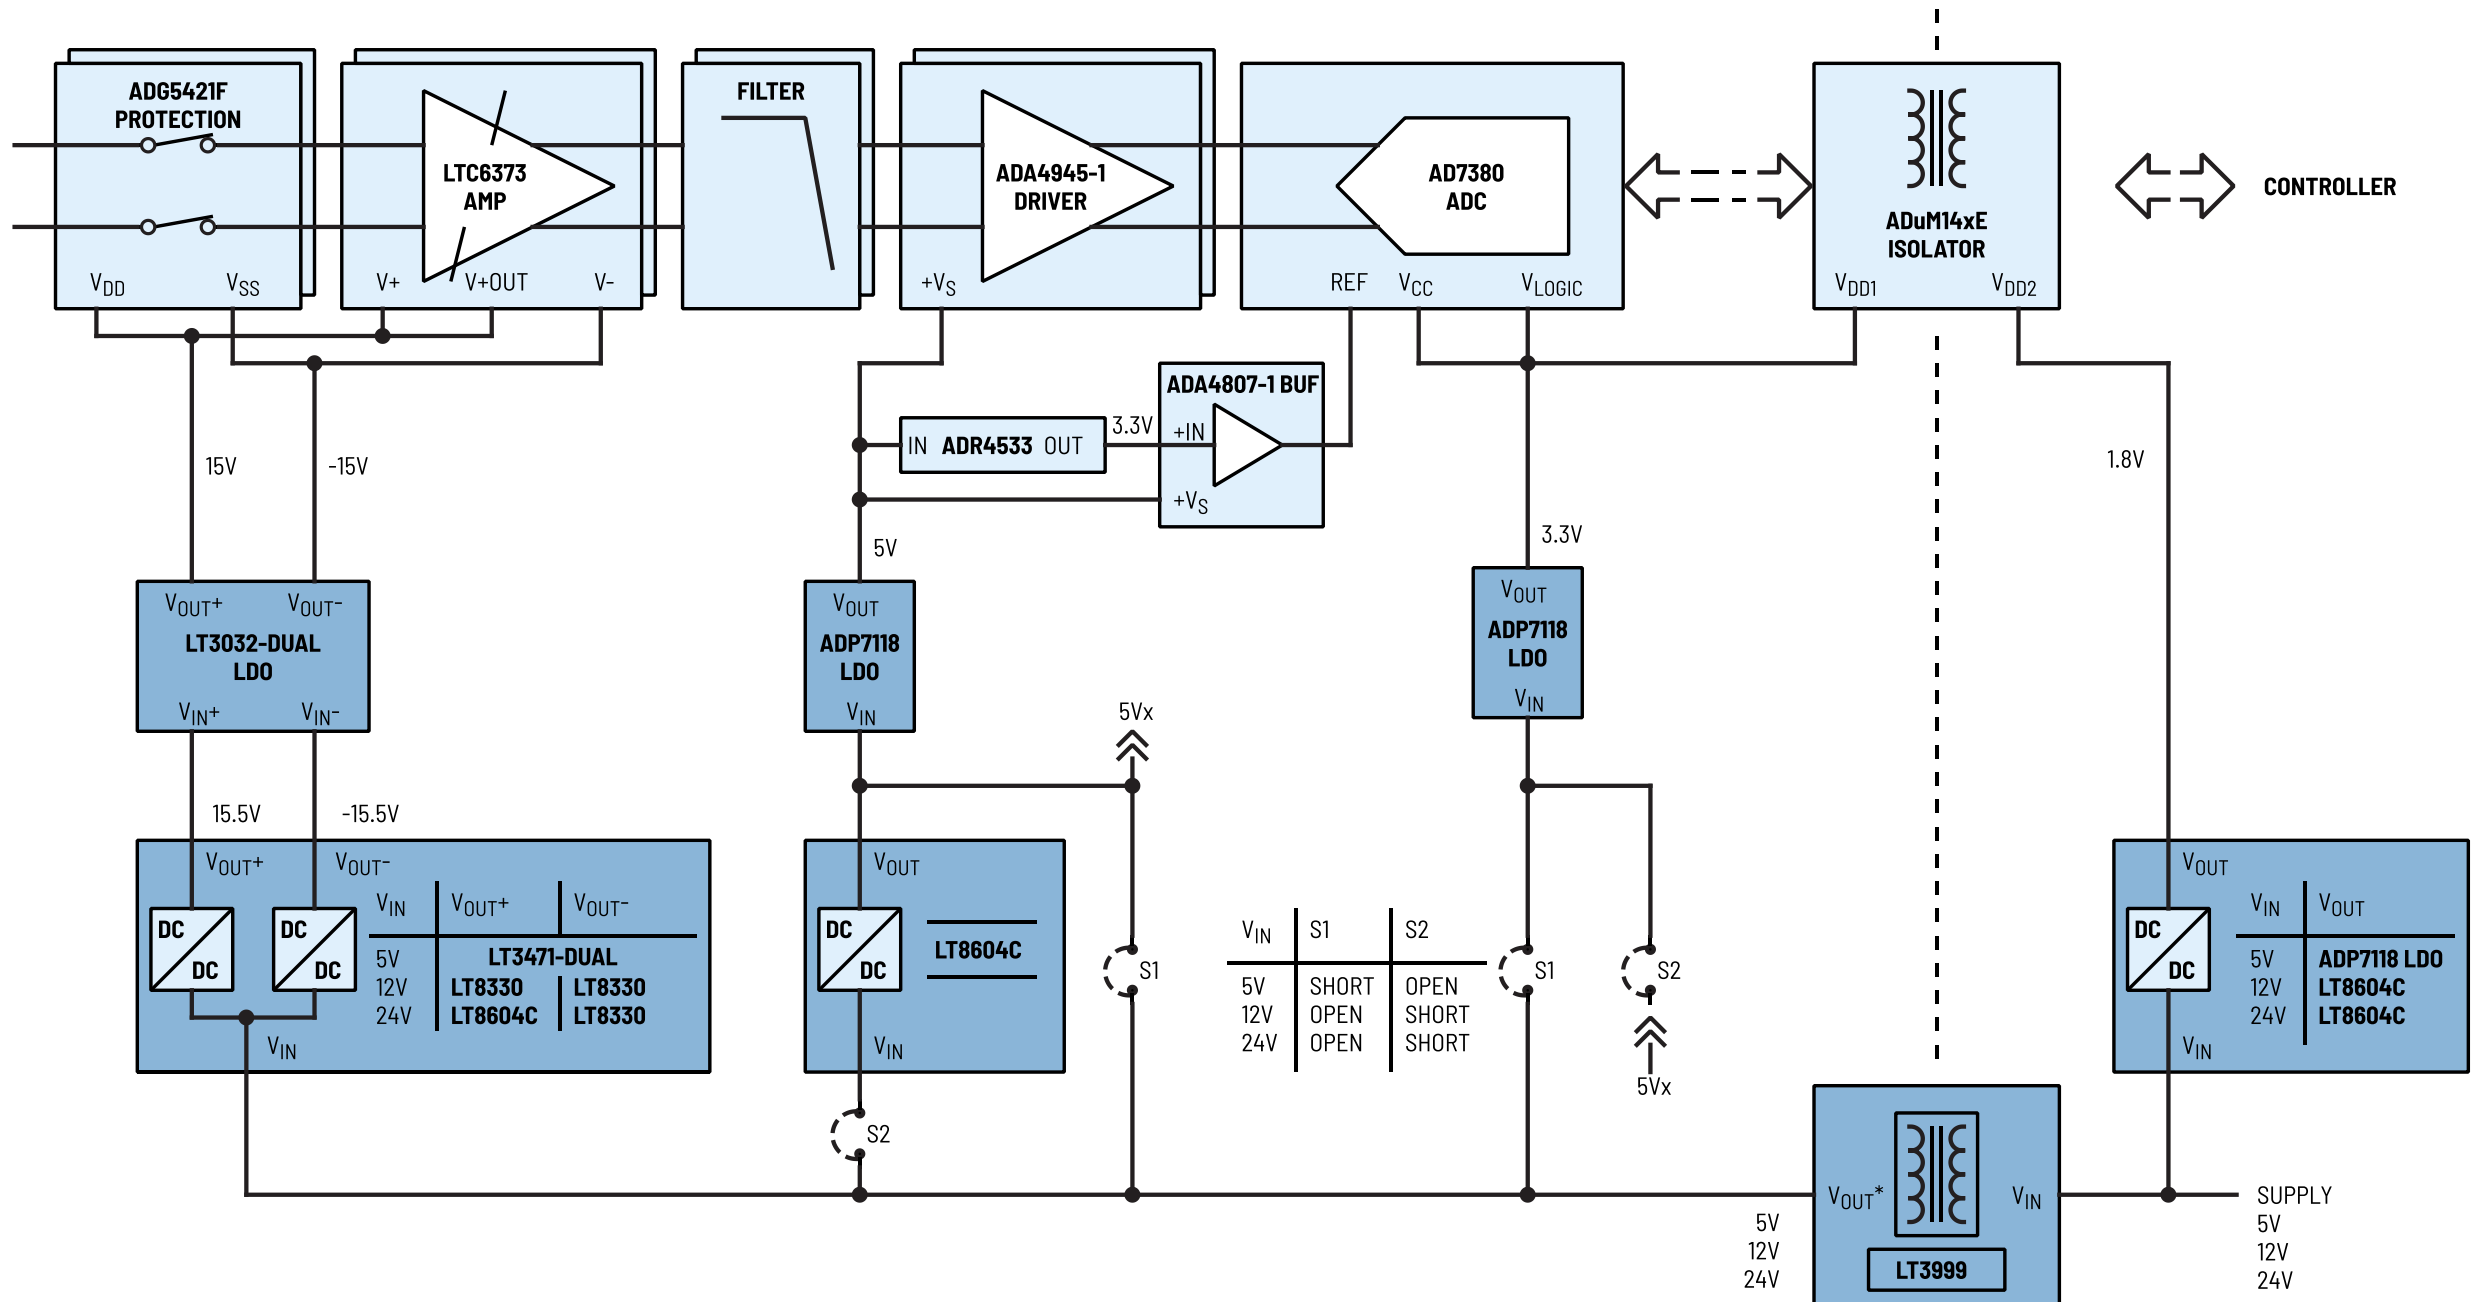 ADG5421F
PROTECTION
VDD
VSS
LTC6373
AMP
V+
V+OUT
V-
FILTER
ADA4945-1
DRIVER
+VS
AD7380
ADC
REF
VCC
VLOGIC
ADuM14xE
ISOLATOR
VDD1
VDD2
CONTROLLER
15V
-15V
IN ADR4533 OUT
3.3V
ADA4807-1 BUF
+IN
+VS
5V
3.3V
1.8V
VOUT+
VOUT-
LT3032-DUAL
LDO
VIN+
VIN-
VOUT
ADP7118
LDO
VIN
VOUT
ADP7118
LDO
VIN
5Vx
15.5V
-15.5V
VOUT+
VOUT-
DC
DC
DC
DC
VIN
VIN VOUT+ VOUT-
5V LT3471-DUAL
12V LT8330 LT8330
24V LT8604C LT8330
VOUT
DC
DC
LT8604C
VIN
S2
S1
VIN S1 S2
5V SHORT OPEN
12V OPEN SHORT
24V OPEN SHORT
S1
S2
5Vx
VOUT
DC
DC
VIN
VIN VOUT
5V ADP7118 LDO
12V LT8604C
24V LT8604C
VOUT*
VIN
LT3999
5V
12V
24V
SUPPLY
5V
12V
24V